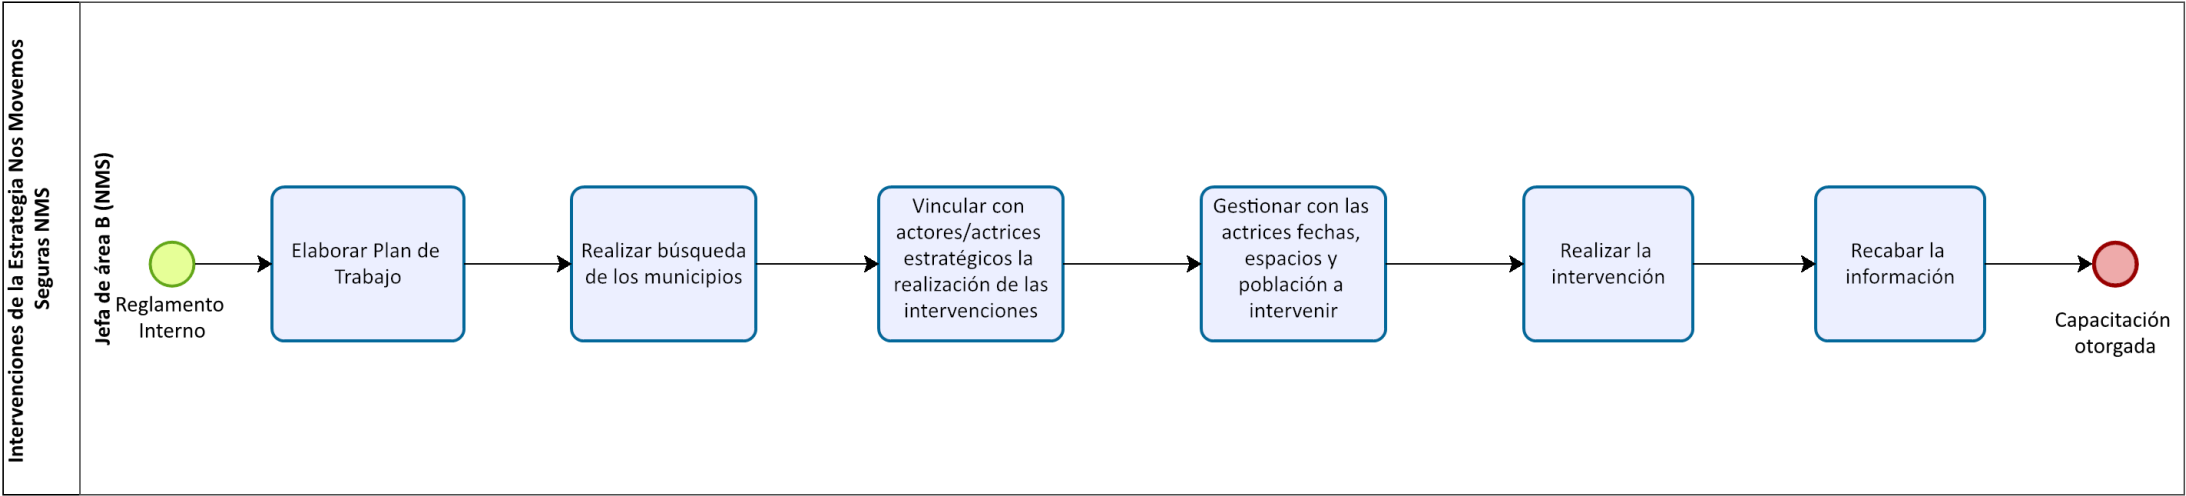 Intervenciones de la Estrategia Nos Movemos
Seguras NMS
Jefa de área B (NMS)
Reglamento
Interno
Elaborar Plan de
Trabajo
Realizar búsqueda
de los municipios
Vincular con
actores/actrices
estratégicos la
realización de las
intervenciones
Gestionar con las
actrices fechas,
espacios y
población a
intervenir
Realizar la
intervención
Recabar la
información
Capacitación
otorgada